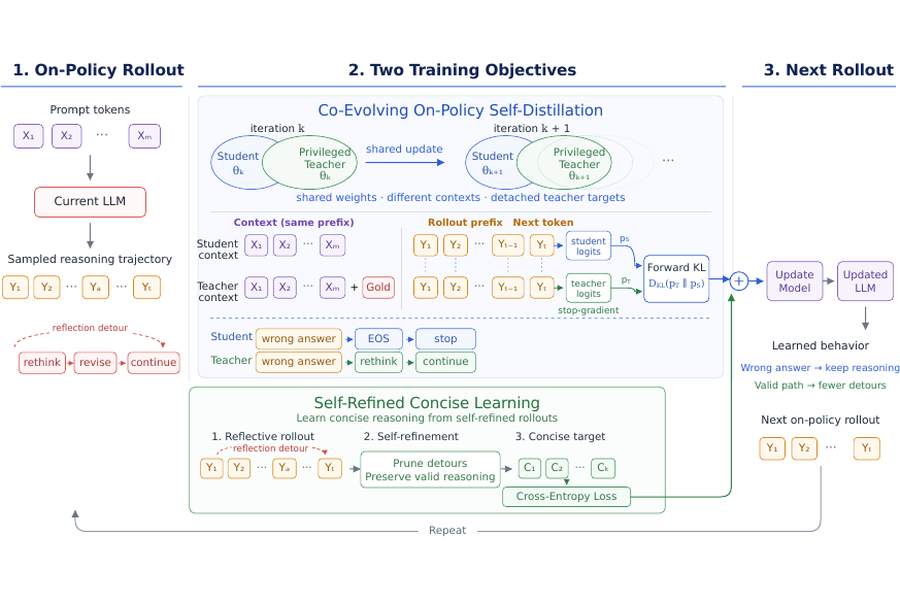 1. On-Policy Rollout
Prompt tokens
X₁ X₂ ··· Xₘ
Current LLM
Sampled reasoning trajectory
Y₁ Y₂ ··· Yₐ ··· Yₜ
reflection detour
rethink revise continue
2. Two Training Objectives
Co-Evolving On-Policy Self-Distillation
iteration k
Student θₖ
Privileged Teacher θₖ
shared update
iteration k + 1
Student θₖ₊₁
Privileged Teacher θₖ₊₁
···
shared weights · different contexts · detached teacher targets
Context (same prefix)
Rollout prefix Next token
Student context X₁ X₂ ··· Xₘ
Y₁ Y₂ ··· Yₜ₋₁ Yₜ
student logits
pS
Teacher context X₁ X₂ ··· Xₘ + Gold
Y₁ Y₂ ··· Yₜ₋₁ Yₜ
teacher logits
pT
stop-gradient
Forward KL
DKL(pT ∥ pS)
+
Student wrong answer EOS stop
Teacher wrong answer rethink continue
Self-Refined Concise Learning
Learn concise reasoning from self-refined rollouts
1. Reflective rollout
reflection detour
Y₁ Y₂ ··· Yₐ ··· Yₜ
2. Self-refinement
Prune detours
Preserve valid reasoning
3. Concise target
C₁ C₂ ··· Cₖ
Cross-Entropy Loss
3. Next Rollout
Update Model
Updated LLM
Learned behavior
Wrong answer → keep reasoning
Valid path → fewer detours
Next on-policy rollout
Y₁ Y₂ ··· Yₜ
Repeat